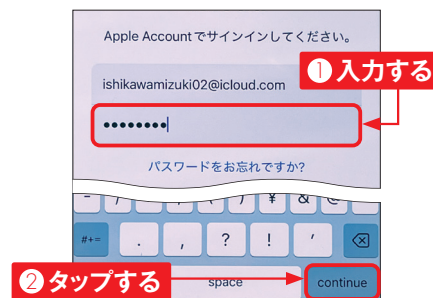 Apple Accountでサインインしてください。
❶ 入力する
ishikawamizuki02@icloud.com
••••••••
パスワードをお忘れですか?
#+= . , ? ! ′
❷ タップする
space continue